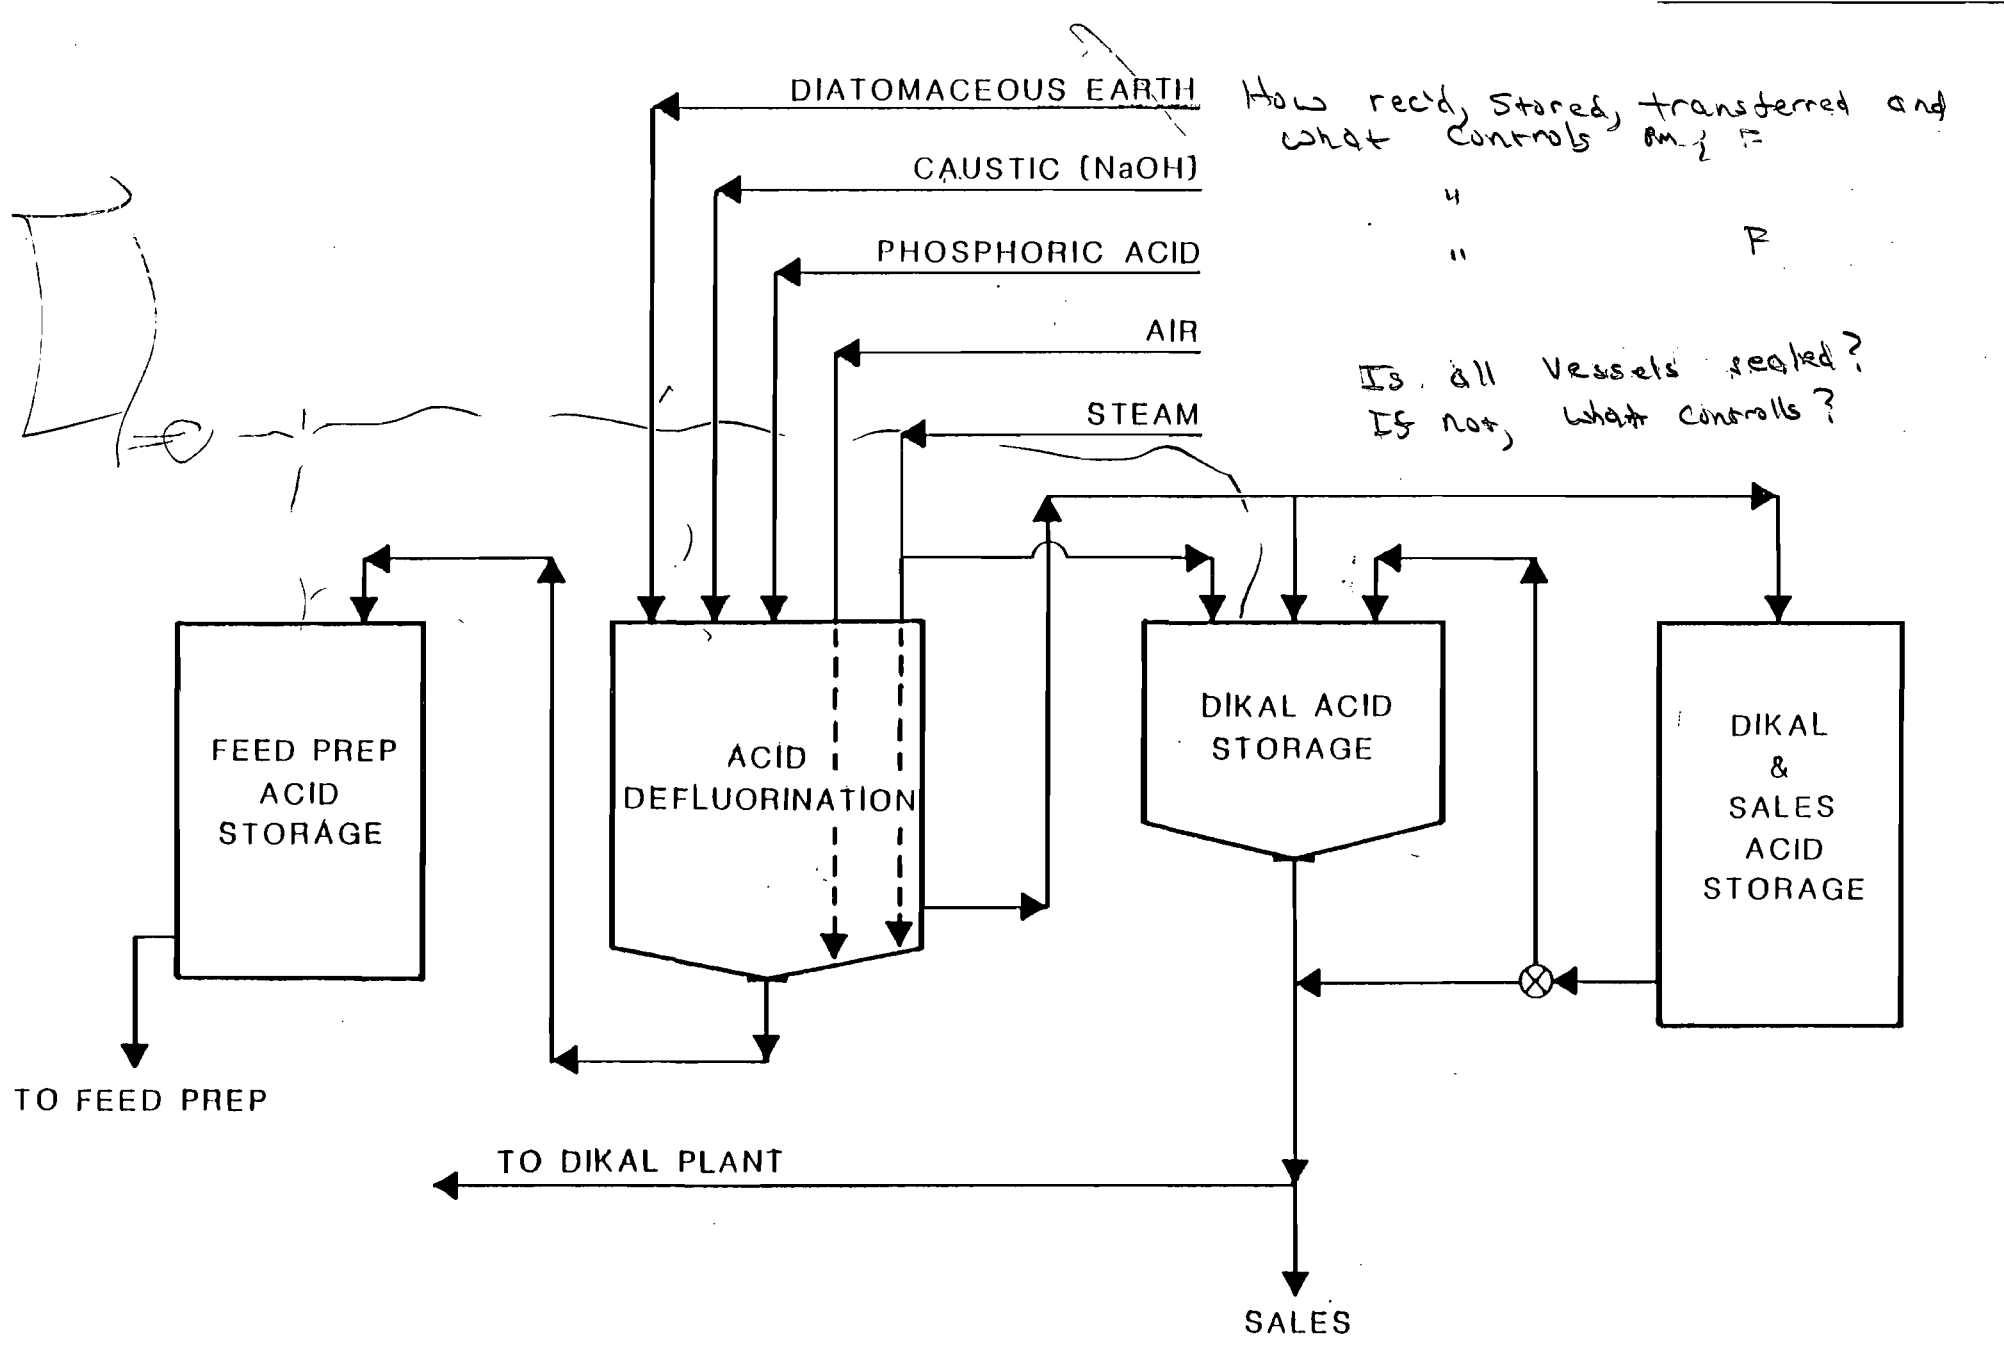 DIATOMACEOUS EARTH
How rec'd, Stored, transferred and
what controls PM & F
CAUSTIC (NaOH)
"
PHOSPHORIC ACID
" F
AIR
STEAM
Is all Vessels sealed?
If not, what controlls?
FEED PREP
ACID
STORAGE
ACID
DEFLUORINATION
DIKAL ACID
STORAGE
DIKAL
&
SALES
ACID
STORAGE
TO FEED PREP
TO DIKAL PLANT
SALES